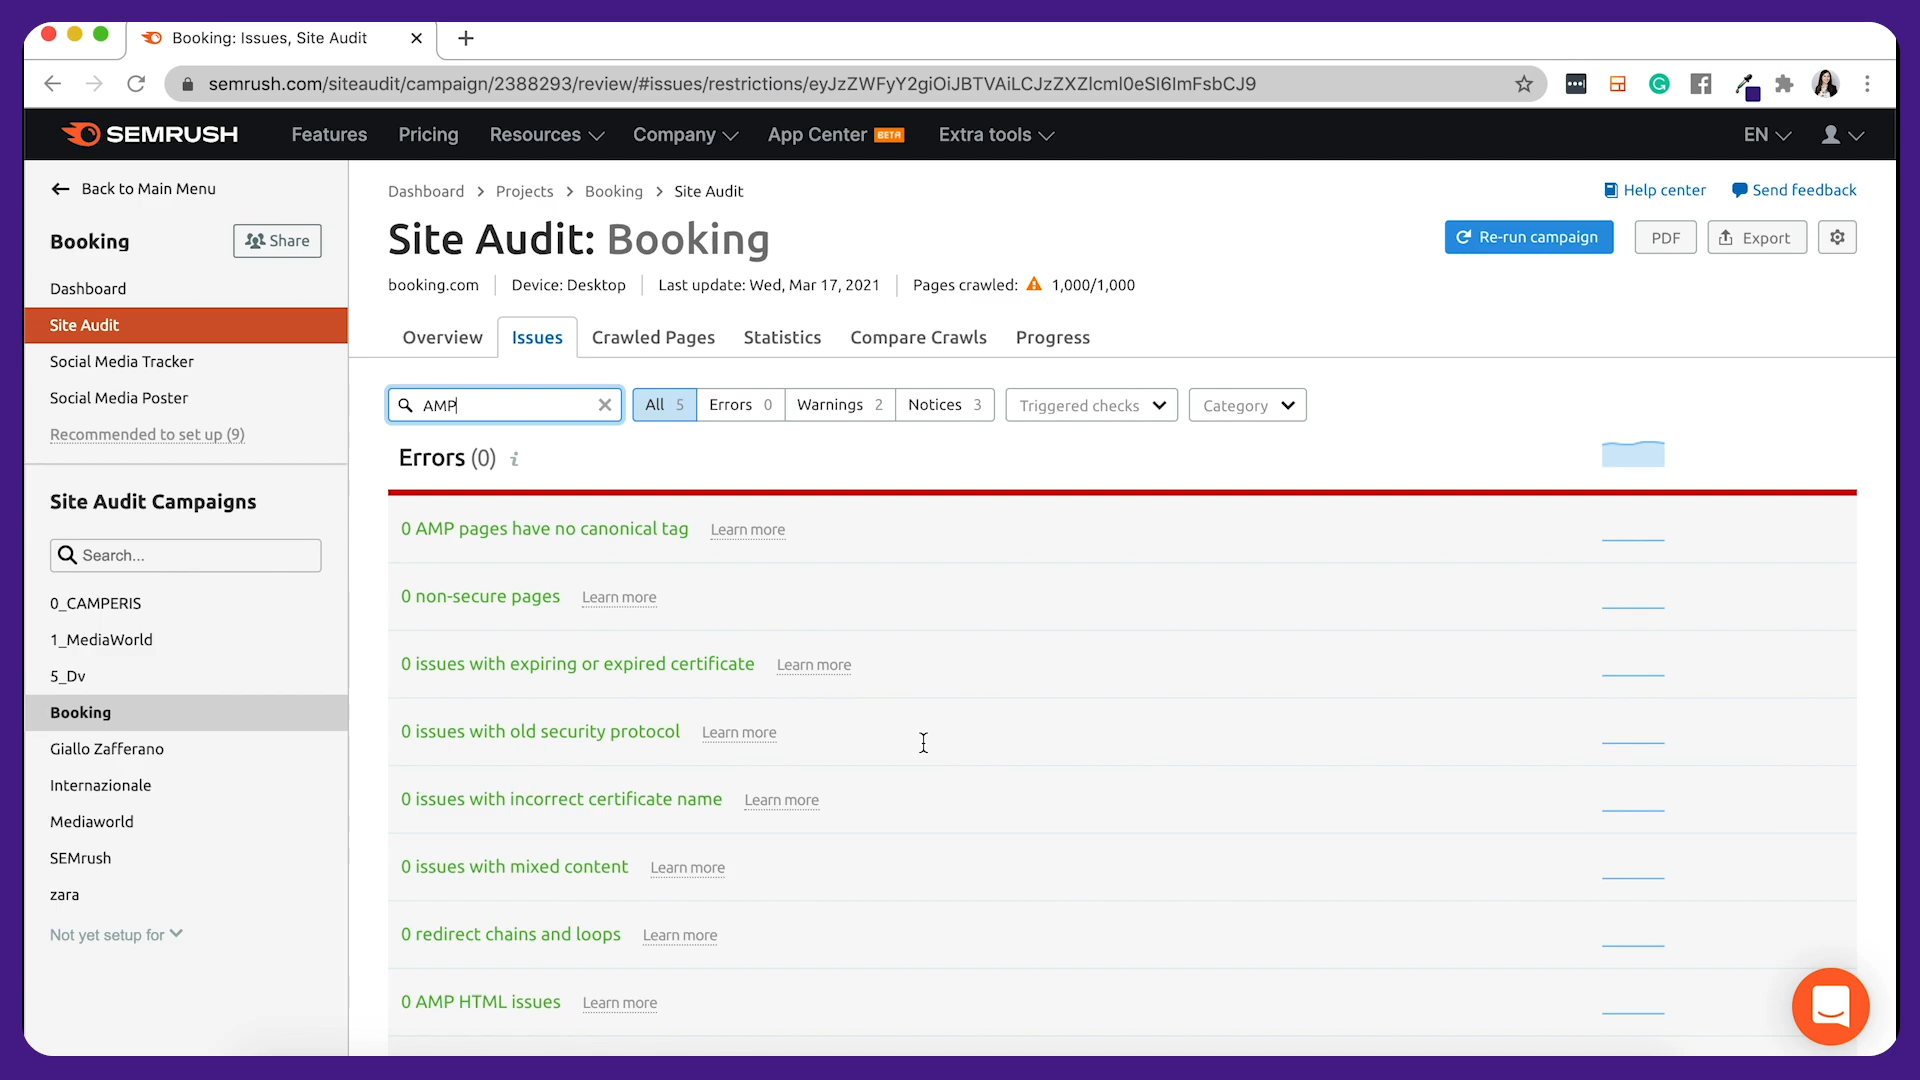 Booking: Issues, Site Audit
semrush.com/siteaudit/campaign/2388293/review/#issues/restrictions/eyJzZWFyY2giOiJBTVAiLCJzZXZlcml0eSI6ImFsbCJ9
SEMRUSH Features Pricing Resources Company App Center BETA Extra tools EN
Back to Main Menu
Booking Share
Dashboard
Site Audit
Social Media Tracker
Social Media Poster
Recommended to set up (9)
Site Audit Campaigns
Search...
0_CAMPERIS
1_MediaWorld
5_Dv
Booking
Giallo Zafferano
Internazionale
Mediaworld
SEMrush
zara
Not yet setup for
Dashboard > Projects > Booking > Site Audit
Help center Send feedback
Site Audit: Booking
Re-run campaign PDF Export
booking.com Device: Desktop Last update: Wed, Mar 17, 2021 Pages crawled: 1,000/1,000
Overview Issues Crawled Pages Statistics Compare Crawls Progress
AMP All 5 Errors 0 Warnings 2 Notices 3 Triggered checks Category
Errors (0) i
0 AMP pages have no canonical tag Learn more
0 non-secure pages Learn more
0 issues with expiring or expired certificate Learn more
0 issues with old security protocol Learn more
0 issues with incorrect certificate name Learn more
0 issues with mixed content Learn more
0 redirect chains and loops Learn more
0 AMP HTML issues Learn more